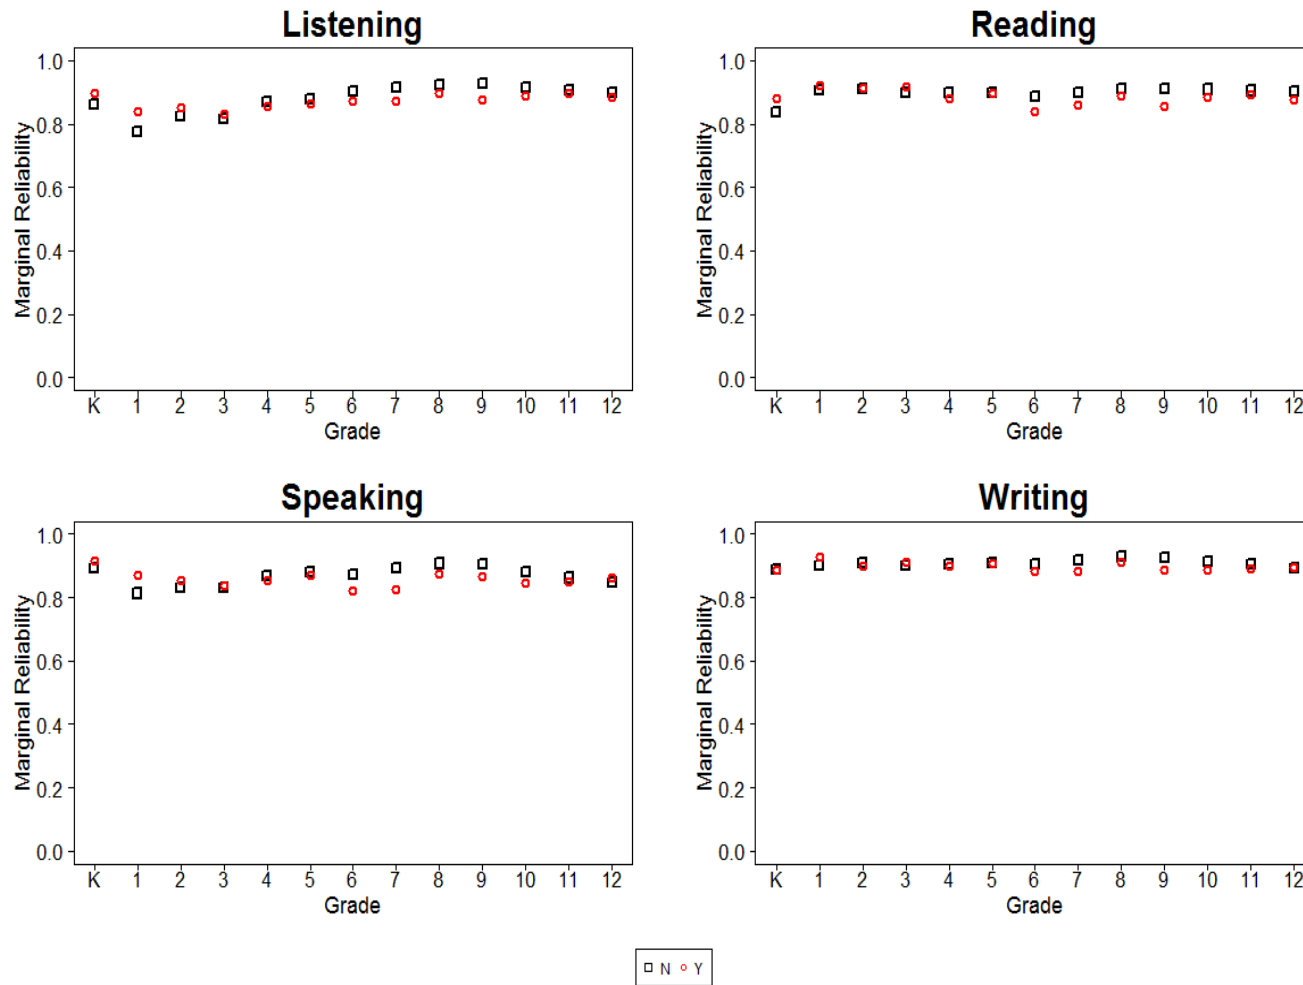 Listening
Marginal Reliability
1.0
0.8
0.6
0.4
0.2
0.0
K 1 2 3 4 5 6 7 8 9 10 11 12
Grade
Reading
Marginal Reliability
1.0
0.8
0.6
0.4
0.2
0.0
K 1 2 3 4 5 6 7 8 9 10 11 12
Grade
Speaking
Marginal Reliability
1.0
0.8
0.6
0.4
0.2
0.0
K 1 2 3 4 5 6 7 8 9 10 11 12
Grade
Writing
Marginal Reliability
1.0
0.8
0.6
0.4
0.2
0.0
K 1 2 3 4 5 6 7 8 9 10 11 12
Grade
N Y